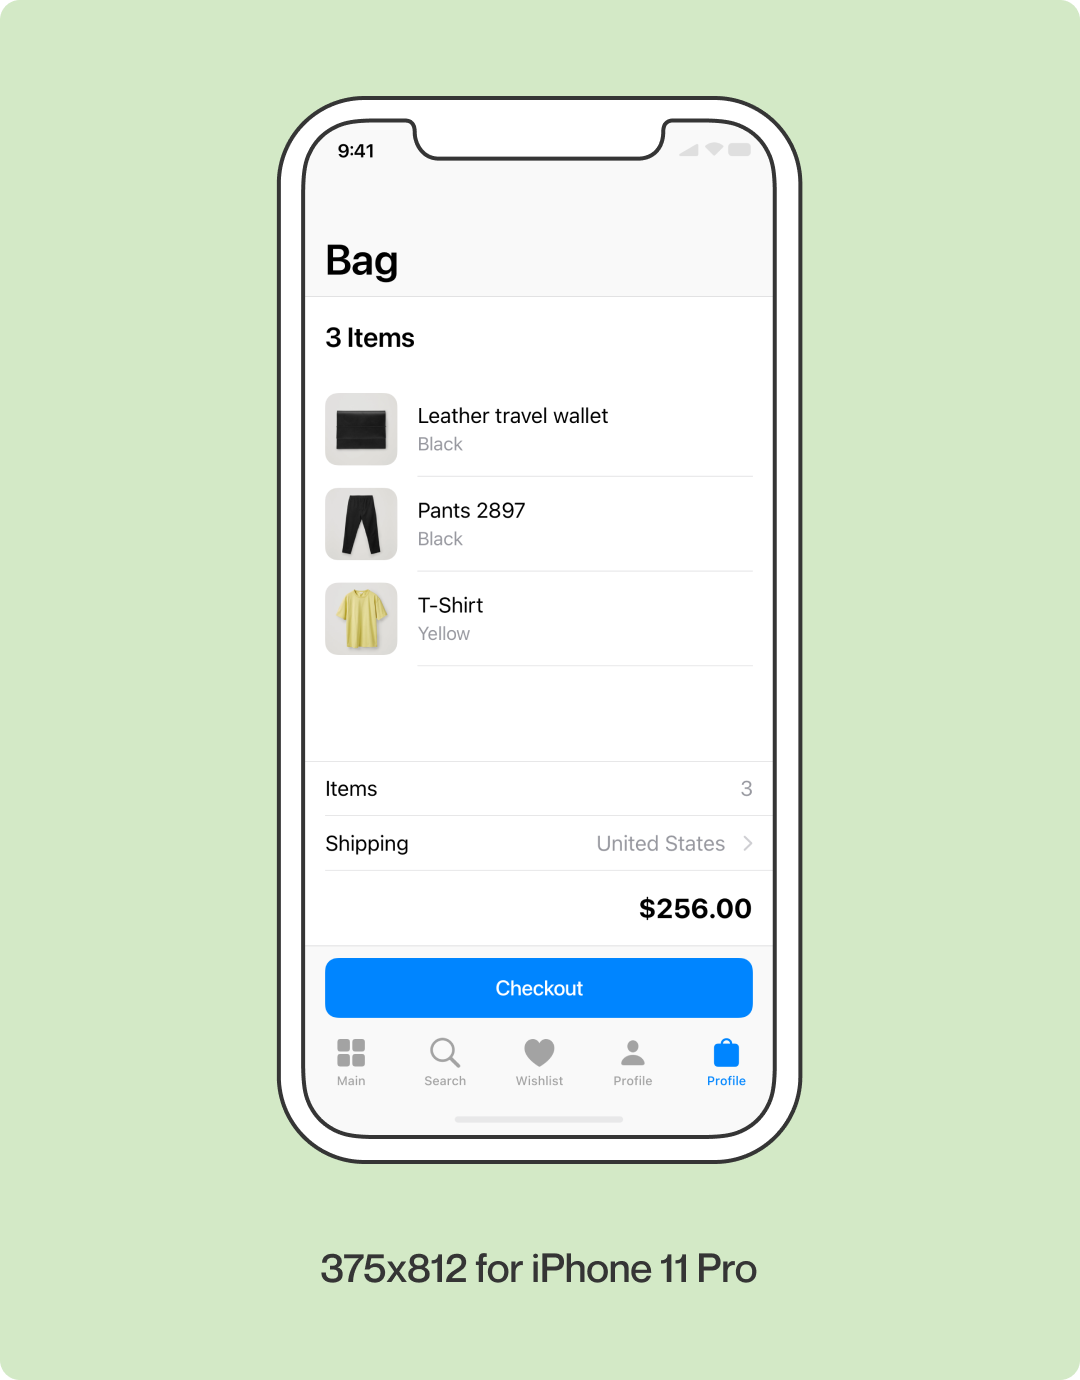 9:41
Bag
3 Items
Leather travel wallet
Black
Pants 2897
Black
T-Shirt
Yellow
Items 3
Shipping United States
$256.00
Checkout
Main Search Wishlist Profile Profile
375x812 for iPhone 11 Pro